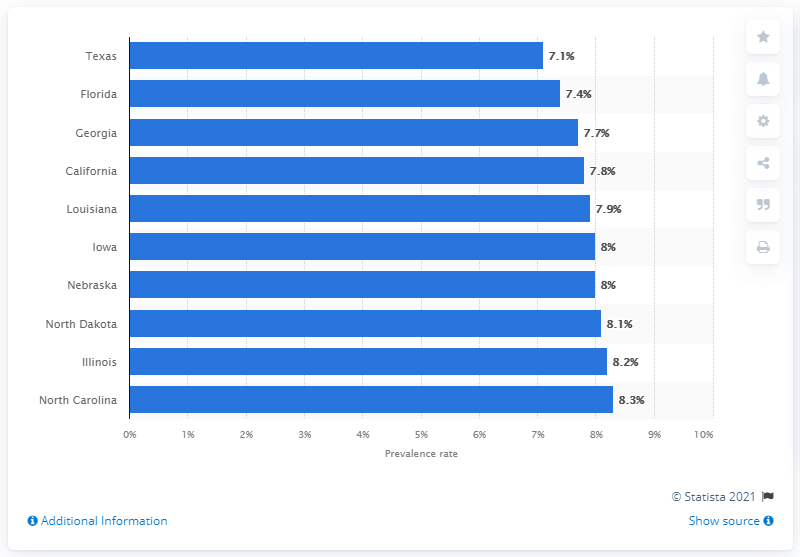 Texas 7.1%
Florida 7.4%
Georgia 7.7%
California 7.8%
Louisiana 7.9%
Iowa 8%
Nebraska 8%
North Dakota 8.1%
Illinois 8.2%
North Carolina 8.3%
0% 1% 2% 3% 4% 5% 6% 7% 8% 9% 10%
Prevalence rate
© Statista 2021
Additional Information Show source